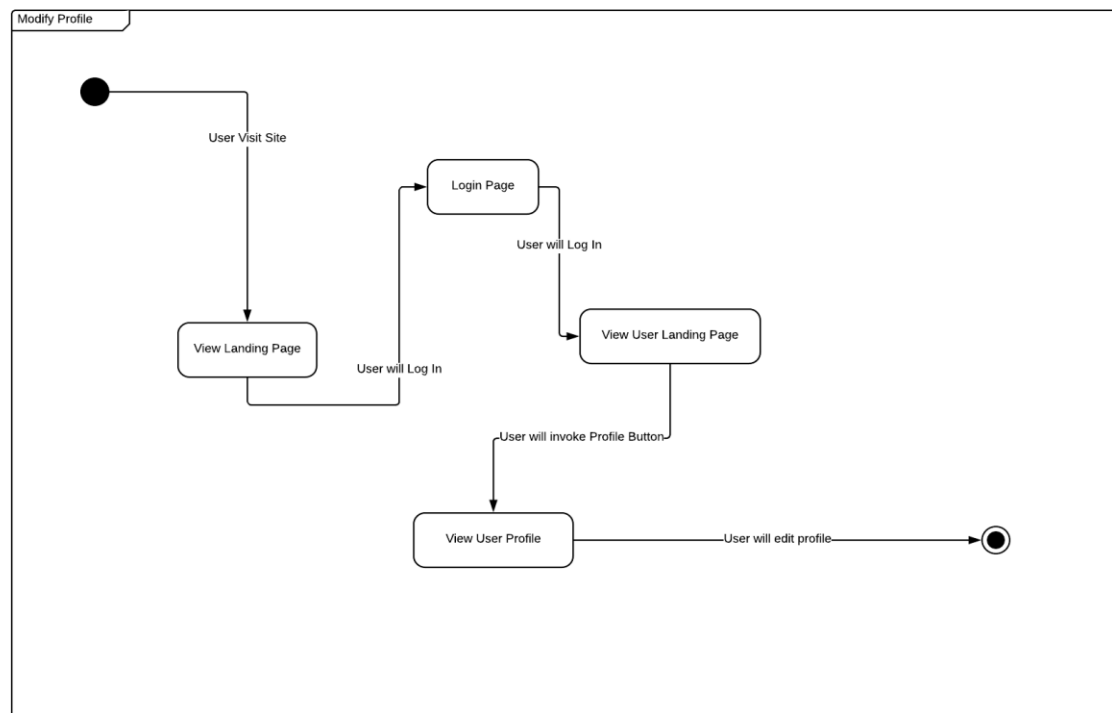 Modify Profile
User Visit Site
Login Page
User will Log In
View Landing Page
View User Landing Page
User will Log In
User will invoke Profile Button
View User Profile
User will edit profile